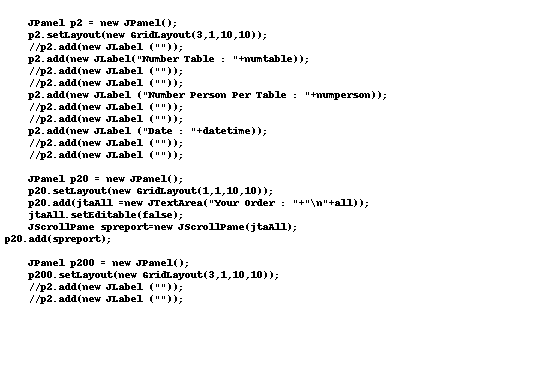 JPanel p2 = new JPanel();
p2.setLayout(new GridLayout(3,1,10,10));
//p2.add(new JLabel (""));
p2.add(new JLabel("Number Table : "+numtable));
//p2.add(new JLabel (""));
//p2.add(new JLabel (""));
p2.add(new JLabel ("Number Person Per Table : "+numperson));
//p2.add(new JLabel (""));
//p2.add(new JLabel (""));
p2.add(new JLabel ("Date : "+datetime));
//p2.add(new JLabel (""));
//p2.add(new JLabel (""));
JPanel p20 = new JPanel();
p20.setLayout(new GridLayout(1,1,10,10));
p20.add(jtaAll =new JTextArea("Your Order : "+"\n"+all));
jtaAll.setEditable(false);
JScrollPane spreport=new JScrollPane(jtaAll);
p20.add(spreport);
JPanel p200 = new JPanel();
p200.setLayout(new GridLayout(3,1,10,10));
//p2.add(new JLabel (""));
//p2.add(new JLabel (""));